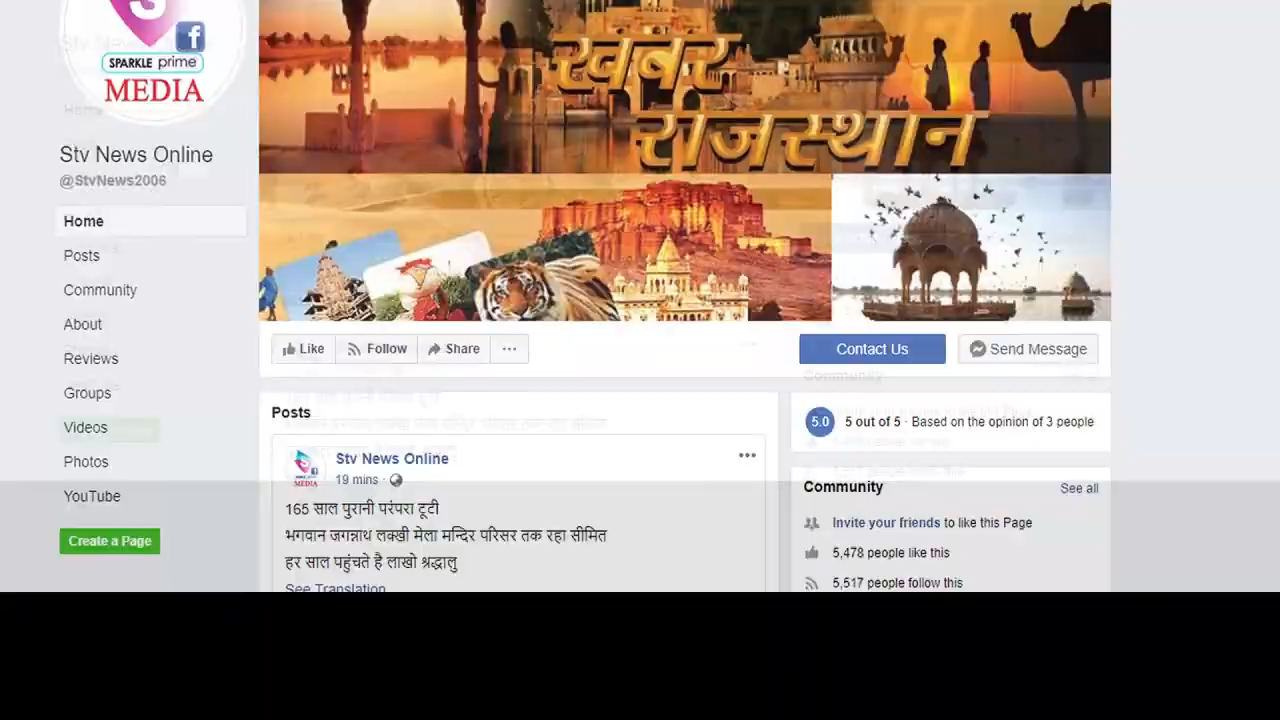 SPARKLE prime
MEDIA
खबर
राजस्थान
Stv News Online
@StvNews2006
Home
Posts
Community
About
Reviews
Groups
Videos
Photos
YouTube
Create a Page
Like
Follow
Share
Contact Us
Send Message
Posts
Stv News Online
19 mins ·
165 साल पुरानी परंपरा टूटी
भगवान जगन्नाथ लक्खी मेला मन्दिर परिसर तक रहा सीमित
हर साल पहुंचते है लाखो श्रद्धालु
See Translation
5.0
5 out of 5 · Based on the opinion of 3 people
Community
See all
Invite your friends to like this Page
5,478 people like this
5,517 people follow this